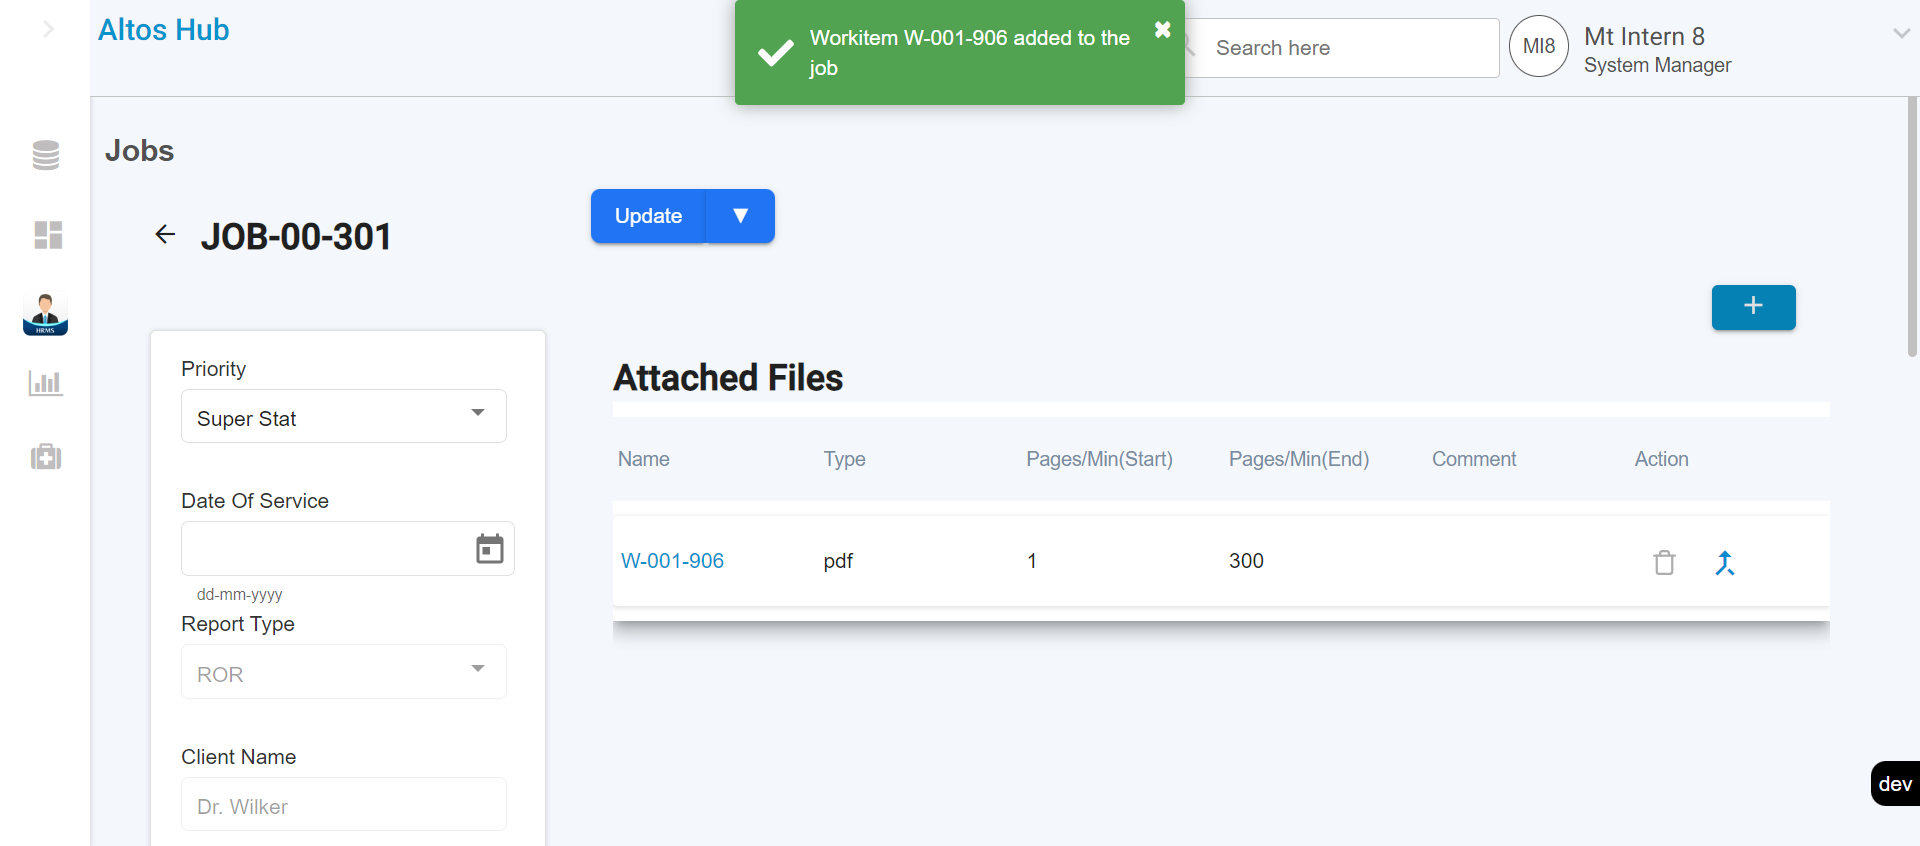 Altos Hub
Workitem W-001-906 added to the
job
Search here
MI8
Mt Intern 8
System Manager
Jobs
JOB-00-301
Update
HRMS
Priority
Super Stat
Date Of Service
dd-mm-yyyy
Report Type
ROR
Client Name
Dr. Wilker
Attached Files
Name Type Pages/Min(Start) Pages/Min(End) Comment Action
W-001-906 pdf 1 300
dev